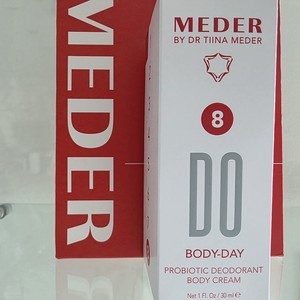 MEDER
MEDER
BY DR TIINA MEDER
8
DO
BODY-DAY
PROBIOTIC DEODORANT
BODY CREAM
Net 1 Fl. Oz / 30 ml ℮